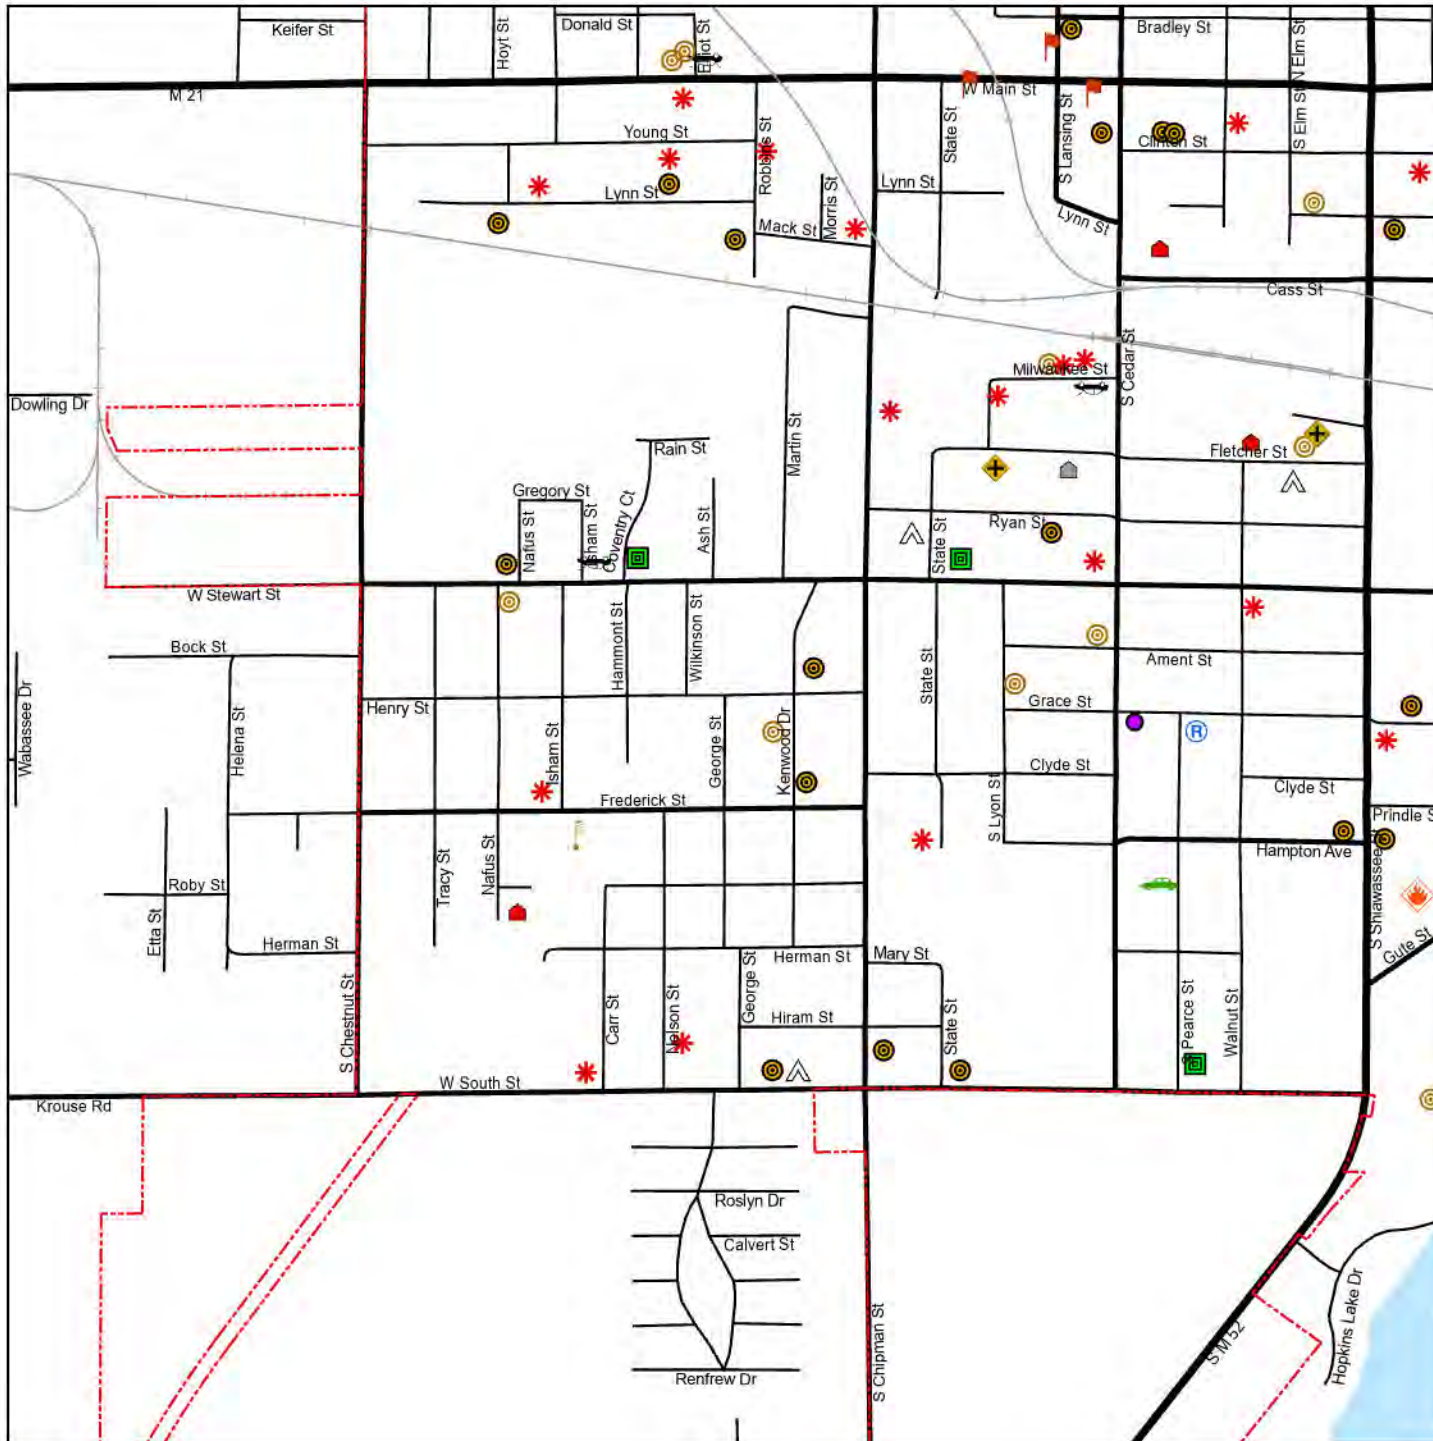 Keifer St
Hoyt St
Donald St
Elliot St
Bradley St
N Elm St
M 21
W Main St
Young St
Robbins St
State St
S Lansing St
Clinton St
S Elm St
Lynn St
Morris St
Lynn St
Mack St
Lynn St
Cass St
Milwaukee St
S Cedar St
Dowling Dr
Martin St
Rain St
Fletcher St
Gregory St
Nafus St
Isham St
Coventry Ct
Ash St
State St
Ryan St
W Stewart St
Bock St
Hammont St
Wilkinson St
State St
Ament St
Wabassee Dr
Helena St
Henry St
Isham St
George St
Kenwood Dr
Grace St
R
Clyde St
Clyde St
Frederick St
S Lyon St
Prindle S
Tracy St
Nafus St
Hampton Ave
S Shiawassee St
Roby St
Etta St
Herman St
Herman St
Mary St
Gute St
S Chestnut St
Carr St
Nelson St
George St
Hiram St
State St
S Pearce St
Walnut St
W South St
Krouse Rd
Roslyn Dr
Calvert St
Renfrew Dr
S Chipman St
S M 52
Hopkins Lake Dr